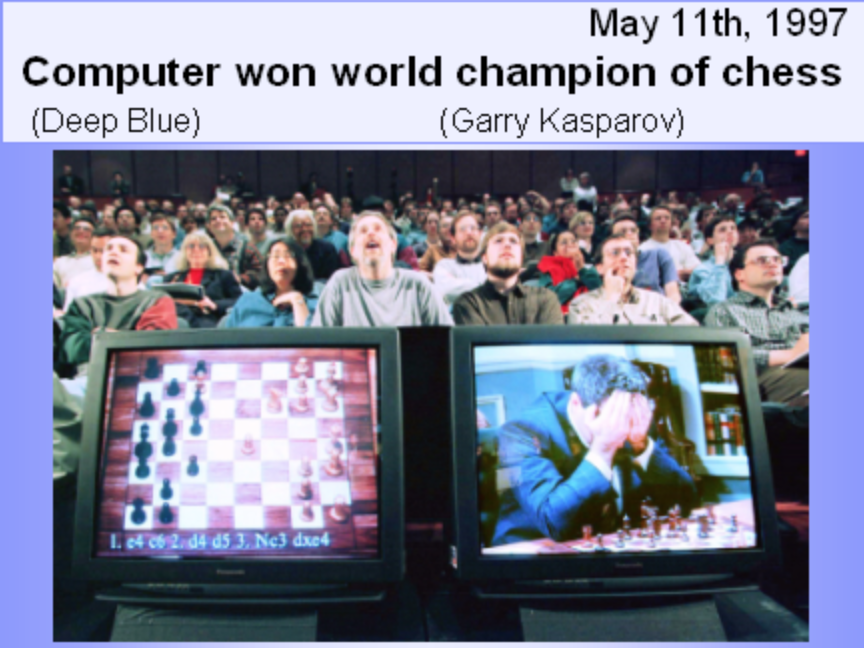 May 11th, 1997
Computer won world champion of chess
(Deep Blue) (Garry Kasparov)
1. e4 c6 2. d4 d5 3. Nc3 dxe4